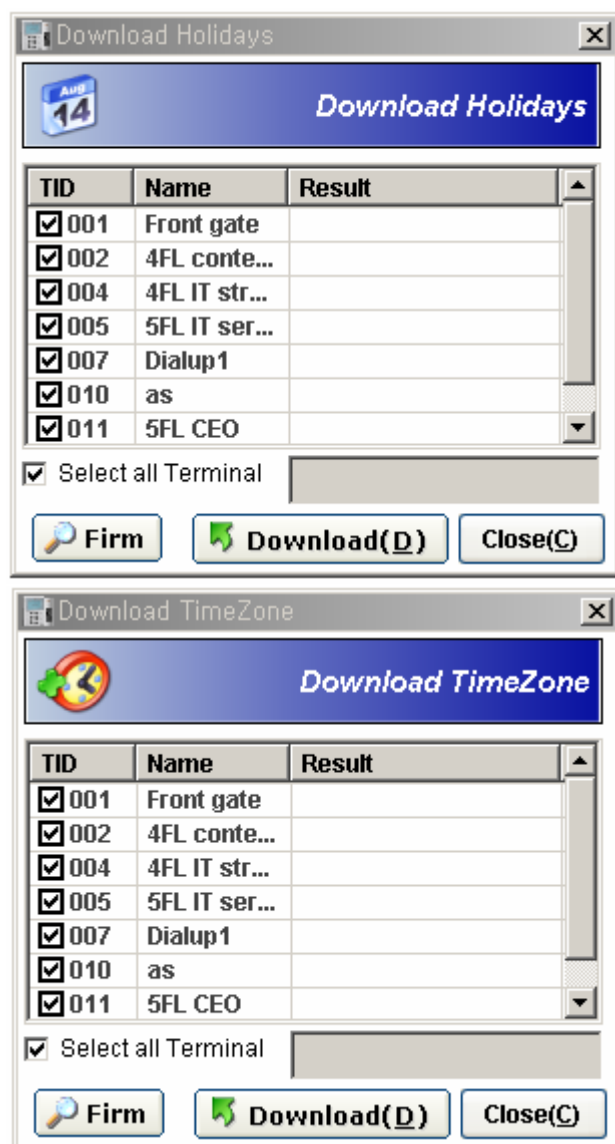 Download Holidays
Aug
14
Download Holidays
TID Name Result
001 Front gate
002 4FL conte...
004 4FL IT str...
005 5FL IT ser...
007 Dialup1
010 as
011 5FL CEO
Select all Terminal
Firm Download(D) Close(C)
Download TimeZone
Download TimeZone
TID Name Result
001 Front gate
002 4FL conte...
004 4FL IT str...
005 5FL IT ser...
007 Dialup1
010 as
011 5FL CEO
Select all Terminal
Firm Download(D) Close(C)